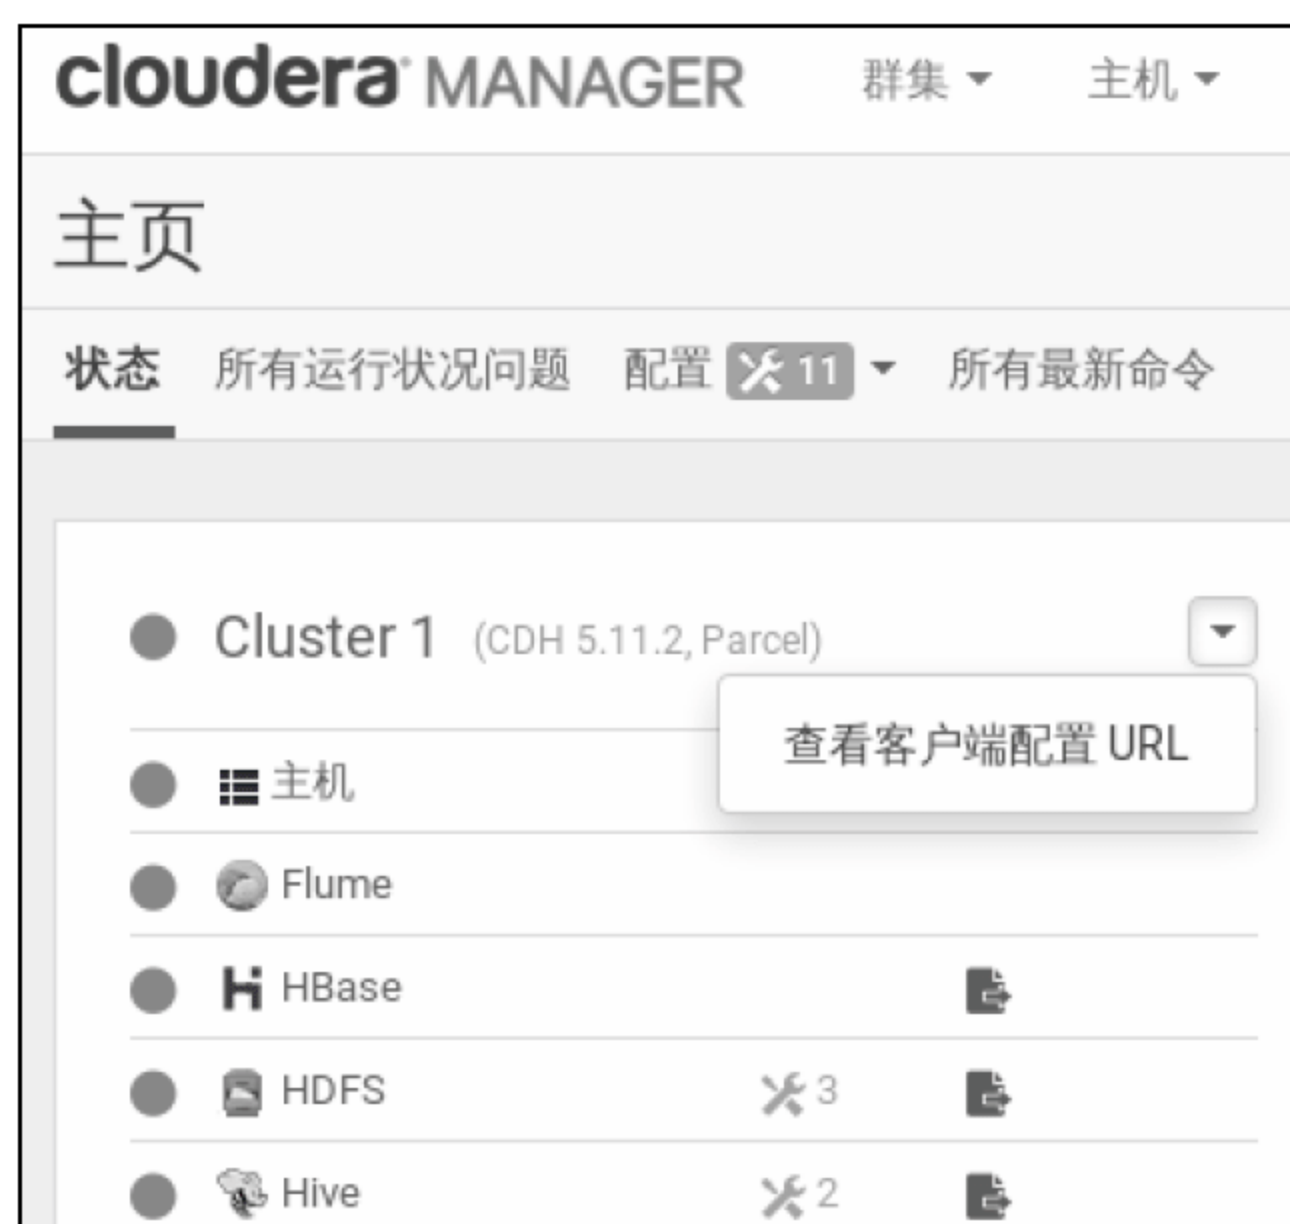 cloudera MANAGER 群集 主机
主页
状态 所有运行状况问题 配置 11 所有最新命令
Cluster 1 (CDH 5.11.2, Parcel)
查看客户端配置 URL
主机
Flume
HBase
HDFS 3
Hive 2